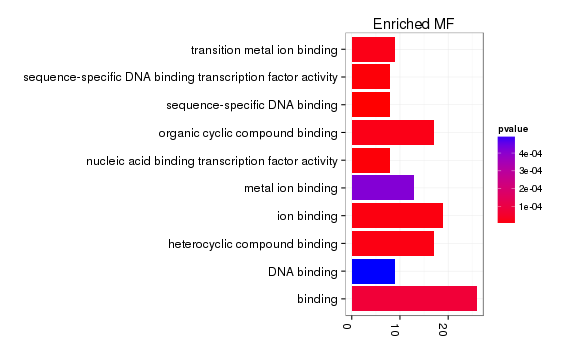 Enriched MF
transition metal ion binding
sequence-specific DNA binding transcription factor activity
sequence-specific DNA binding
organic cyclic compound binding
nucleic acid binding transcription factor activity
metal ion binding
ion binding
heterocyclic compound binding
DNA binding
binding
0
10
20
pvalue
4e-04
3e-04
2e-04
1e-04